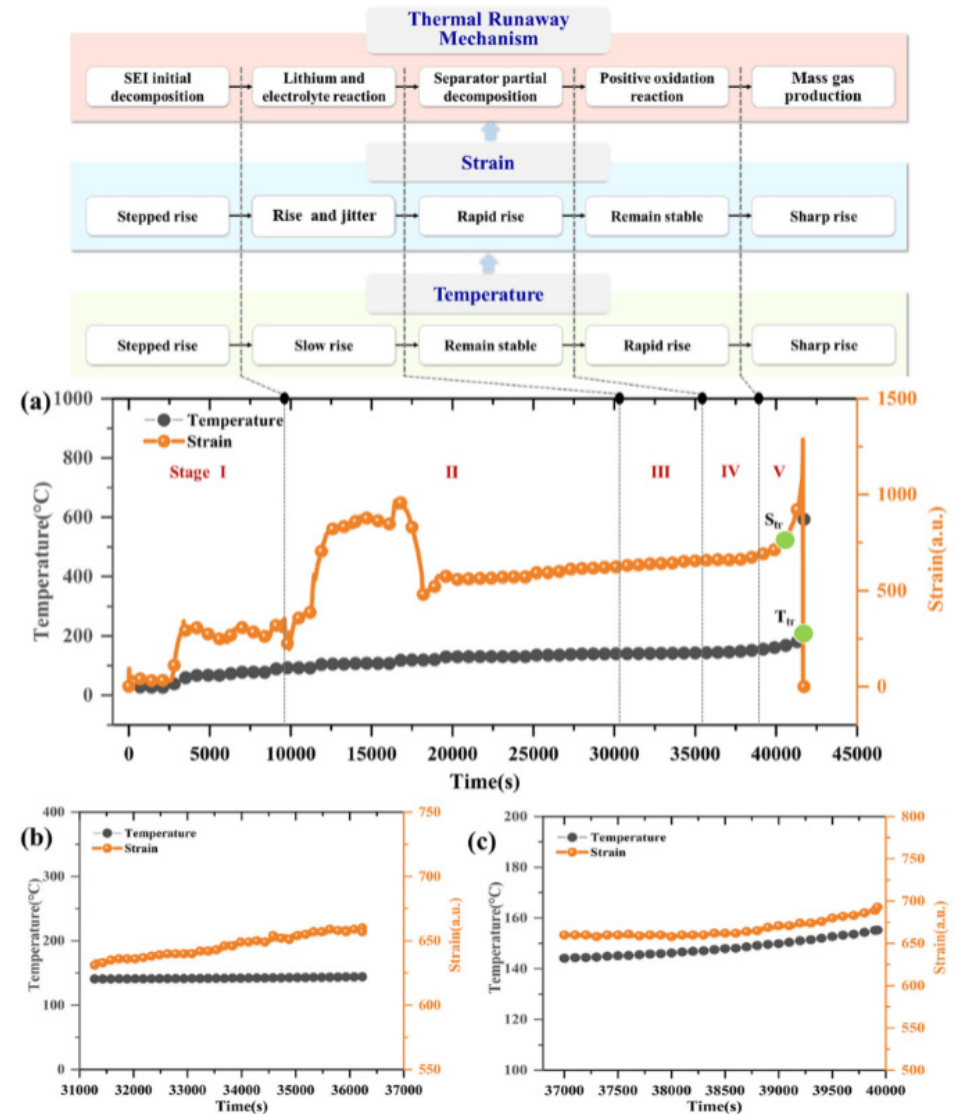 Thermal Runaway
Mechanism
SEI initial
decomposition
Lithium and
electrolyte reaction
Separator partial
decomposition
Positive oxidation
reaction
Mass gas
production
Strain
Stepped rise
Rise and jitter
Rapid rise
Remain stable
Sharp rise
Temperature
Stepped rise
Slow rise
Remain stable
Rapid rise
Sharp rise
(a)
Temperature
Strain
Stage I
II
III
IV
V
Str
Ttr
1000
800
600
400
200
0
Temperature(°C)
1500
1000
500
0
Strain(a.u.)
0
5000
10000
15000
20000
25000
30000
35000
40000
45000
Time(s)
(b)
Temperature
Strain
400
300
200
100
0
Temperature(°C)
750
700
650
600
550
Strain(a.u.)
31000
32000
33000
34000
35000
36000
37000
Time(s)
(c)
Temperature
Strain
200
180
160
140
120
100
Temperature(°C)
800
750
700
650
600
550
500
Strain(a.u.)
37000
37500
38000
38500
39000
39500
40000
Time(s)